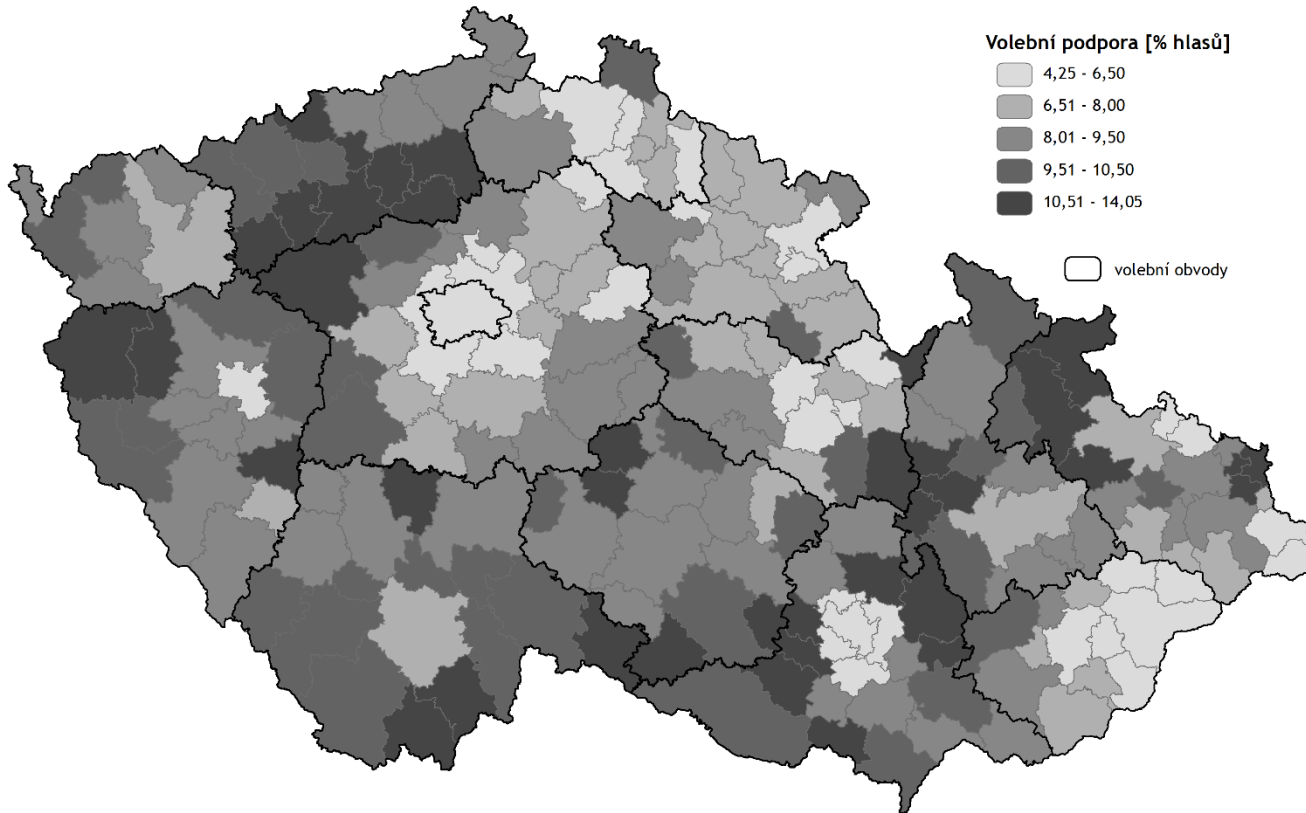 Volební podpora [% hlasů]
4,25 - 6,50
6,51 - 8,00
8,01 - 9,50
9,51 - 10,50
10,51 - 14,05
volební obvody